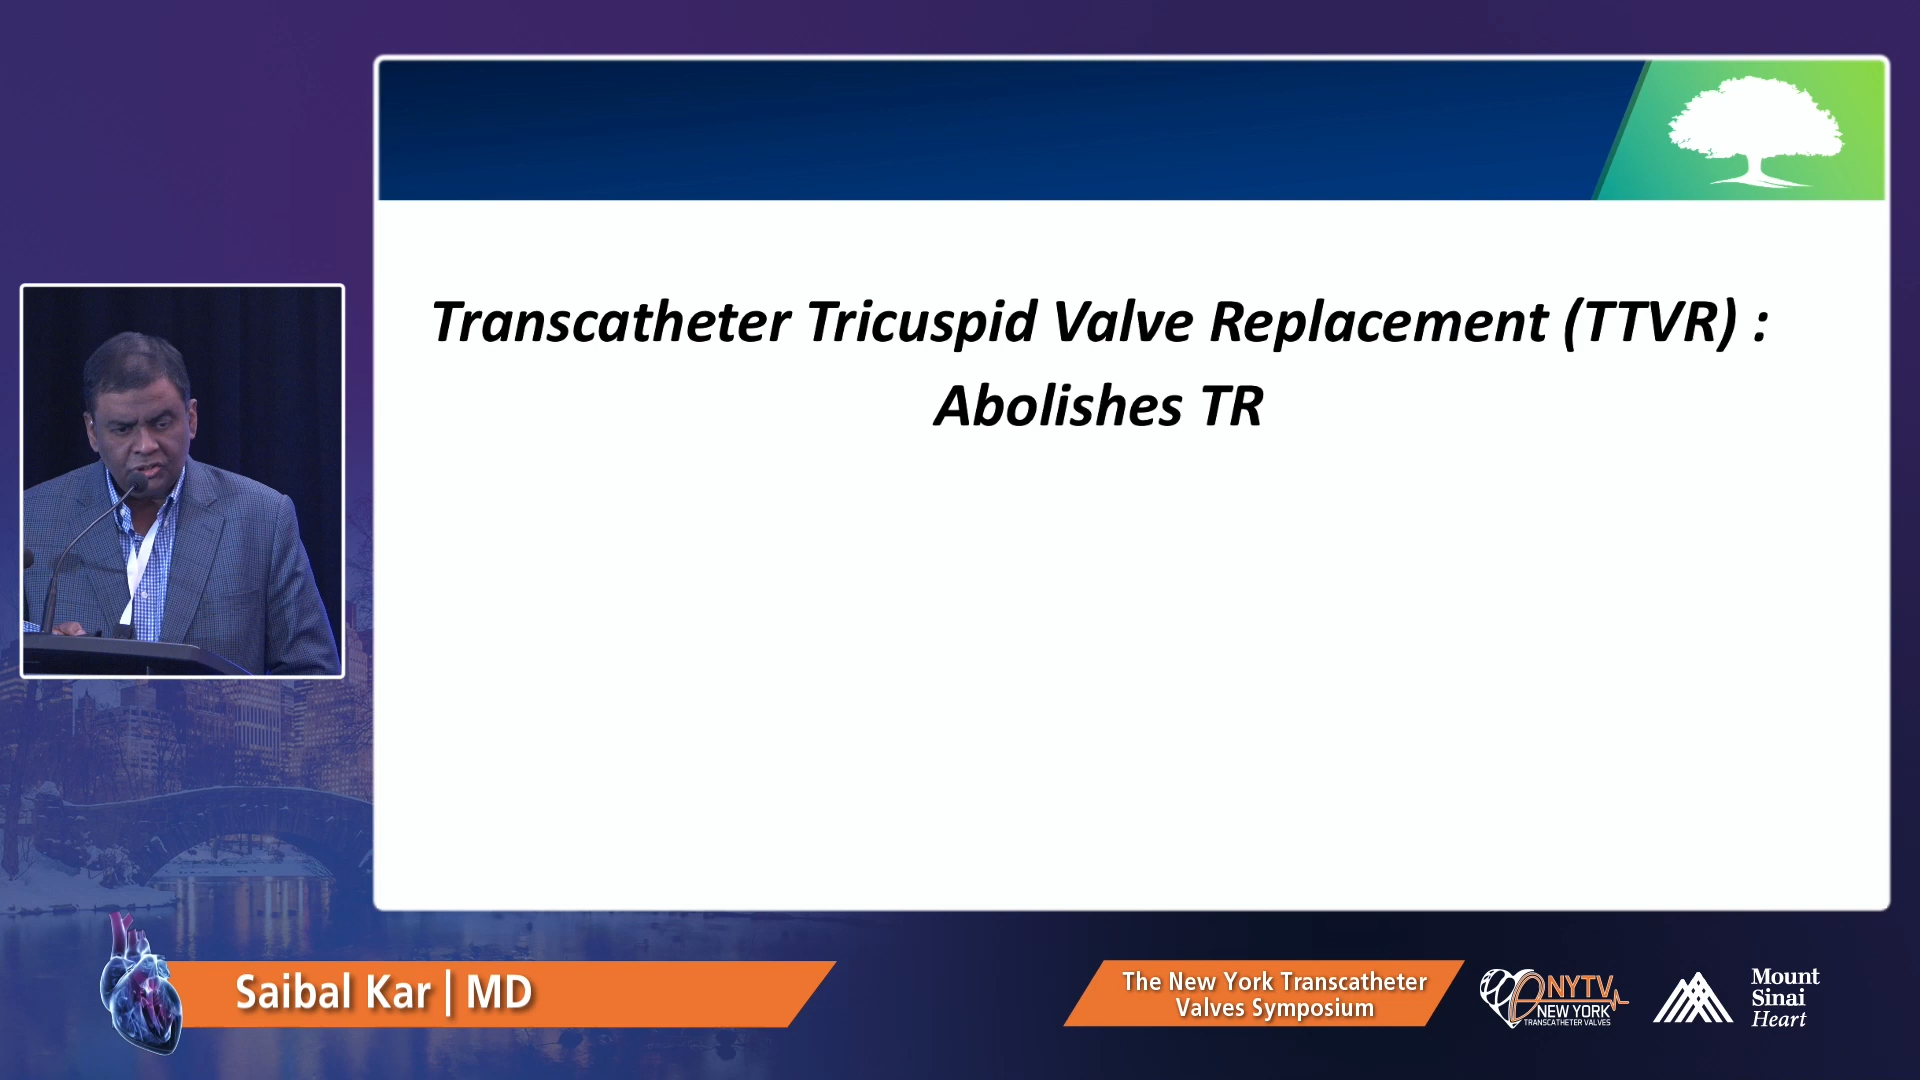 Transcatheter Tricuspid Valve Replacement (TTVR) :
Abolishes TR
Saibal Kar | MD
The New York Transcatheter
Valves Symposium
NYTV
NEW YORK
TRANSCATHETER VALVES
Mount
Sinai
Heart